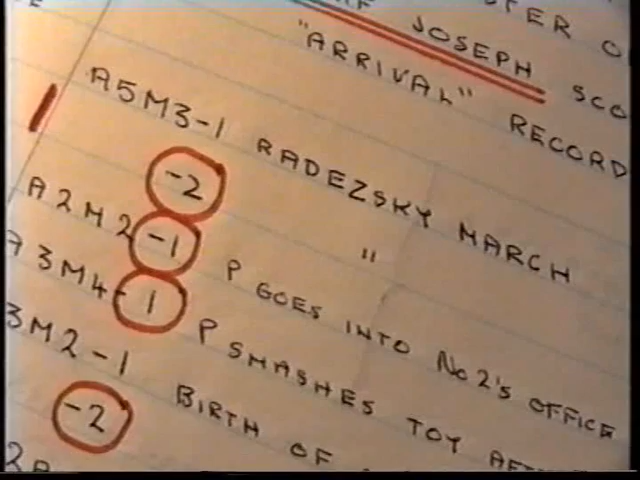 JOSEPH SCO
"ARRIVAL" RECORD
A5M3-1 RADEZSKY MARCH
-2 "
A2M2-1 P GOES INTO No 2's OFFICE
A3M4-1 P SMASHES TOY
3M2-1 BIRTH OF
-2